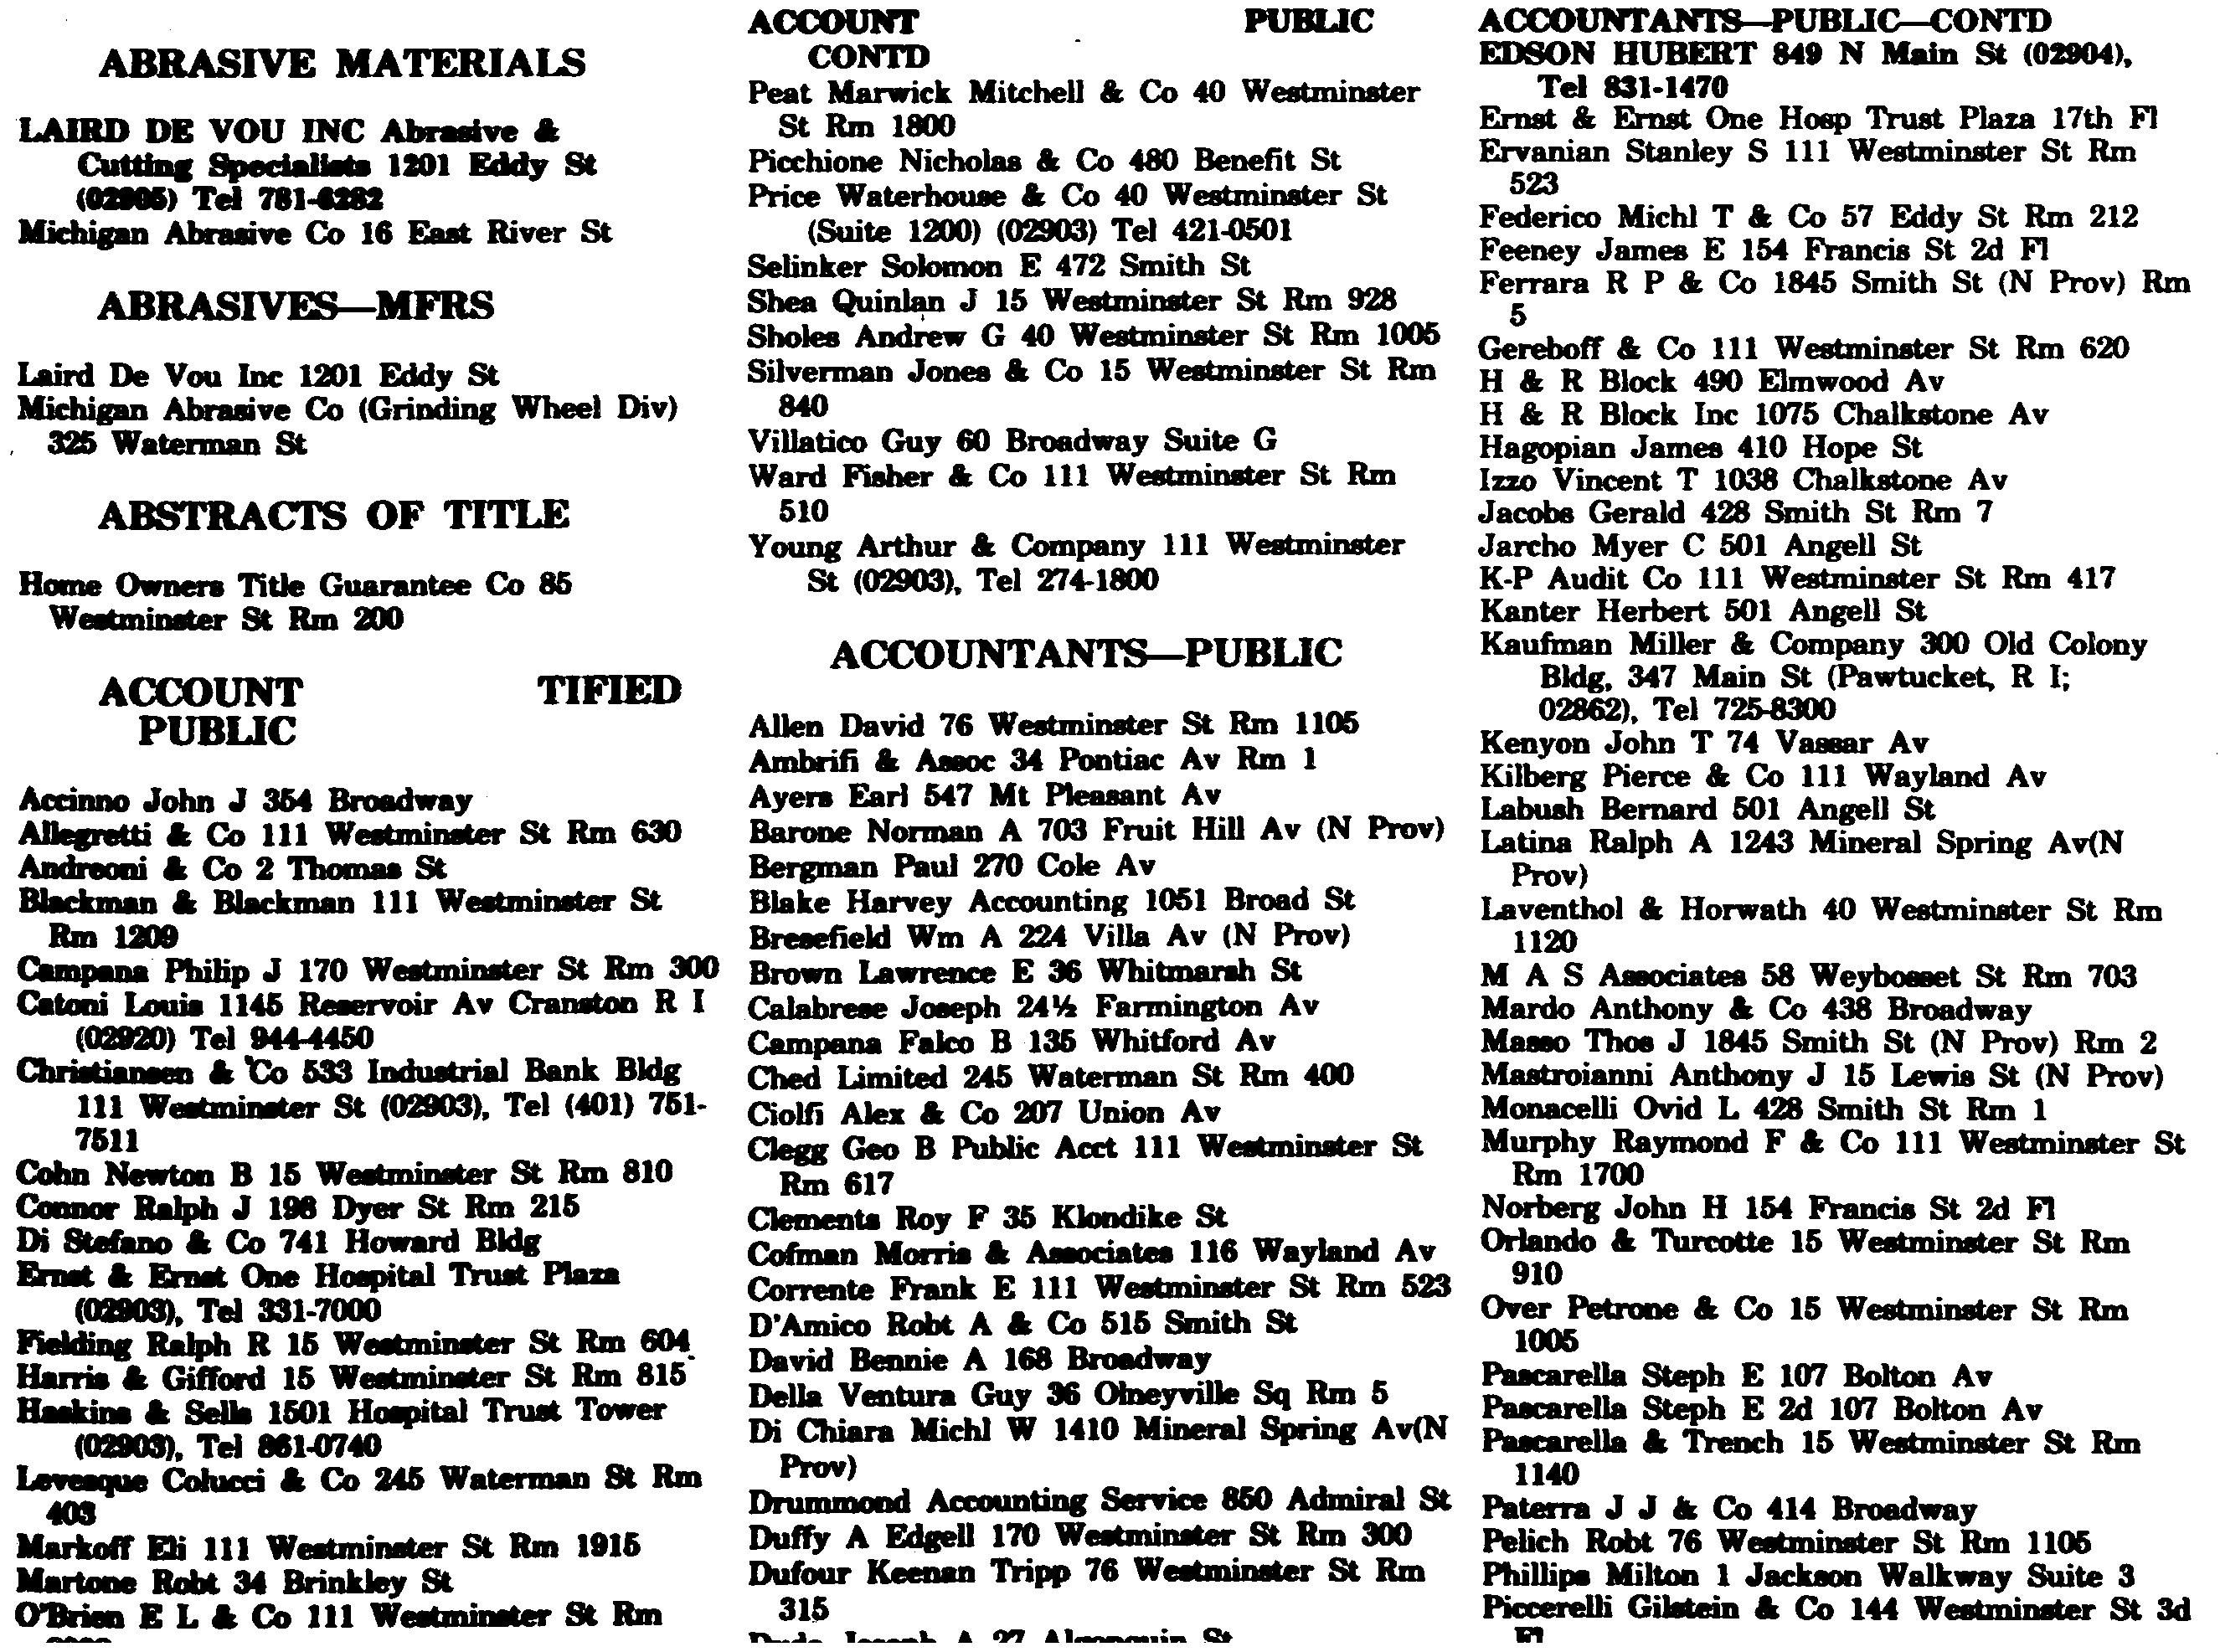 ABRASIVE MATERIALS
LAIRD DE VOU INC Abrasive &
Cutting Specialists 1201 Eddy St
(02905) Tel 781-6282
Michigan Abrasive Co 16 East River St
ABRASIVES—MFRS
Laird De Vou Inc 1201 Eddy St
Michigan Abrasive Co (Grinding Wheel Div)
325 Waterman St
ABSTRACTS OF TITLE
Home Owners Title Guarantee Co 85
Westminster St Rm 200
ACCOUNT TIFIED
PUBLIC
Accinno John J 354 Broadway
Allegretti & Co 111 Westminster St Rm 630
Andreoni & Co 2 Thomas St
Blackman & Blackman 111 Westminster St
Rm 1209
Campana Philip J 170 Westminster St Rm 300
Catoni Louis 1145 Reservoir Av Cranston R I
(02920) Tel 944-4450
Christiansen & Co 533 Industrial Bank Bldg
111 Westminster St (02903), Tel (401) 751-
7511
Cohn Newton B 15 Westminster St Rm 810
Connor Ralph J 198 Dyer St Rm 215
Di Stefano & Co 741 Howard Bldg
Ernst & Ernst One Hospital Trust Plaza
(02903), Tel 331-7000
Fielding Ralph R 15 Westminster St Rm 604
Harris & Gifford 15 Westminster St Rm 815
Haskins & Sells 1501 Hospital Trust Tower
(02903), Tel 861-0740
Levesque Colucci & Co 245 Waterman St Rm
403
Markoff Eli 111 Westminster St Rm 1915
Martone Robt 34 Brinkley St
O'Brien E L & Co 111 Westminster St Rm
ACCOUNT PUBLIC
CONTD
Peat Marwick Mitchell & Co 40 Westminster
St Rm 1800
Picchione Nicholas & Co 480 Benefit St
Price Waterhouse & Co 40 Westminster St
(Suite 1200) (02903) Tel 421-0501
Selinker Solomon E 472 Smith St
Shea Quinlan J 15 Westminster St Rm 928
Sholes Andrew G 40 Westminster St Rm 1005
Silverman Jones & Co 15 Westminster St Rm
840
Villatico Guy 60 Broadway Suite G
Ward Fisher & Co 111 Westminster St Rm
510
Young Arthur & Company 111 Westminster
St (02903), Tel 274-1800
ACCOUNTANTS—PUBLIC
Allen David 76 Westminster St Rm 1105
Ambrifi & Assoc 34 Pontiac Av Rm 1
Ayers Earl 547 Mt Pleasant Av
Barone Norman A 703 Fruit Hill Av (N Prov)
Bergman Paul 270 Cole Av
Blake Harvey Accounting 1051 Broad St
Bresefield Wm A 224 Villa Av (N Prov)
Brown Lawrence E 36 Whitmarsh St
Calabrese Joseph 24½ Farmington Av
Campana Falco B 135 Whitford Av
Ched Limited 245 Waterman St Rm 400
Ciolfi Alex & Co 207 Union Av
Clegg Geo B Public Acct 111 Westminster St
Rm 617
Clements Roy F 35 Klondike St
Cofman Morris & Associates 116 Wayland Av
Corrente Frank E 111 Westminster St Rm 523
D'Amico Robt A & Co 515 Smith St
David Bennie A 168 Broadway
Della Ventura Guy 36 Olneyville Sq Rm 5
Di Chiara Michl W 1410 Mineral Spring Av(N
Prov)
Drummond Accounting Service 850 Admiral St
Duffy A Edgell 170 Westminster St Rm 300
Dufour Keenan Tripp 76 Westminster St Rm
315
Joseph A 27 Algonquin St
ACCOUNTANTS—PUBLIC—CONTD
EDSON HUBERT 849 N Main St (02904),
Tel 831-1470
Ernst & Ernst One Hosp Trust Plaza 17th Fl
Ervanian Stanley S 111 Westminster St Rm
523
Federico Michl T & Co 57 Eddy St Rm 212
Feeney James E 154 Francis St 2d Fl
Ferrara R P & Co 1845 Smith St (N Prov) Rm
5
Gereboff & Co 111 Westminster St Rm 620
H & R Block 490 Elmwood Av
H & R Block Inc 1075 Chalkstone Av
Hagopian James 410 Hope St
Izzo Vincent T 1038 Chalkstone Av
Jacobs Gerald 428 Smith St Rm 7
Jarcho Myer C 501 Angell St
K-P Audit Co 111 Westminster St Rm 417
Kanter Herbert 501 Angell St
Kaufman Miller & Company 300 Old Colony
Bldg, 347 Main St (Pawtucket, R I;
02862), Tel 725-8300
Kenyon John T 74 Vassar Av
Kilberg Pierce & Co 111 Wayland Av
Labush Bernard 501 Angell St
Latina Ralph A 1243 Mineral Spring Av(N
Prov)
Laventhol & Horwath 40 Westminster St Rm
1120
M A S Associates 58 Weybosset St Rm 703
Mardo Anthony & Co 438 Broadway
Masso Thos J 1845 Smith St (N Prov) Rm 2
Mastroianni Anthony J 15 Lewis St (N Prov)
Monacelli Ovid L 428 Smith St Rm 1
Murphy Raymond F & Co 111 Westminster St
Rm 1700
Norberg John H 154 Francis St 2d Fl
Orlando & Turcotte 15 Westminster St Rm
910
Over Petrone & Co 15 Westminster St Rm
1005
Pascarella Steph E 107 Bolton Av
Pascarella Steph E 2d 107 Bolton Av
Pascarella & Trench 15 Westminster St Rm
1140
Paterra J J & Co 414 Broadway
Pelich Robt 76 Westminster St Rm 1105
Phillips Milton 1 Jackson Walkway Suite 3
Piccerelli Gilstein & Co 144 Westminster St 3d
Fl